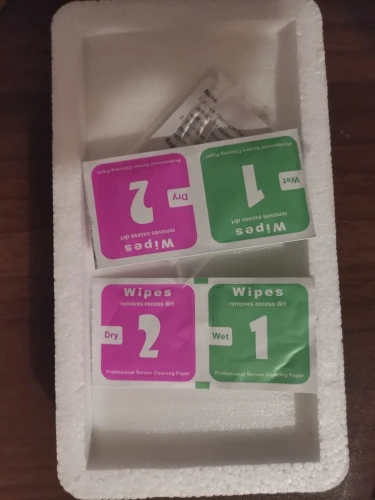 Note:
Professional Screen Cleaning Paper
2
Dry
removes excess dirt
Wipes
Professional Screen Cleaning Paper
1
Wet
removes excess dirt
Wipes
Wipes
removes excess dirt
Dry
2
Professional Screen Cleaning Paper
Wipes
removes excess dirt
Wet
1
Professional Screen Cleaning Paper